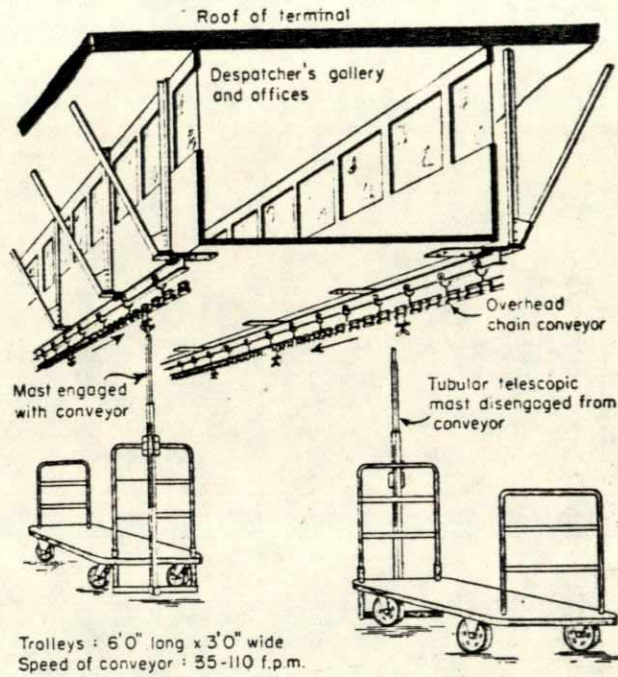 Roof of terminal
Despatcher's gallery
and offices
Overhead
chain conveyor
Mast engaged
with conveyor
Tubular telescopic
mast disengaged from
conveyor
Trolleys : 6'0" long x 3'0" wide
Speed of conveyor : 35-110 f.p.m.